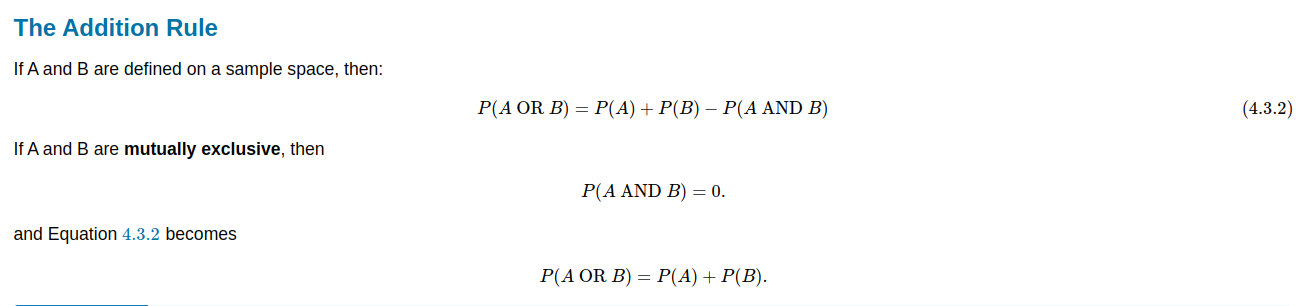 The Addition Rule
If A and B are defined on a sample space, then:
P(A OR B) = P(A) + P(B) − P(A AND B) (4.3.2)
If A and B are mutually exclusive, then
P(A AND B) = 0.
and Equation 4.3.2 becomes
P(A OR B) = P(A) + P(B).